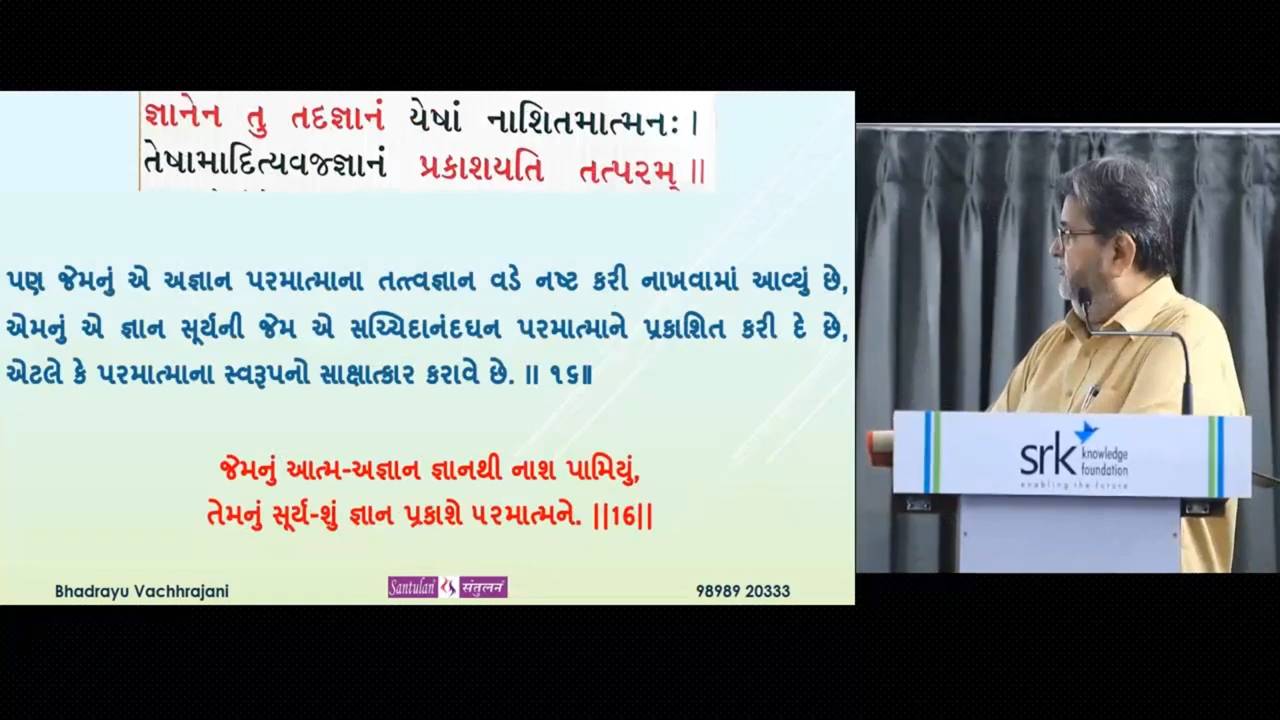 જ્ઞાનેન તુ તદજ્ઞાનં યેષાં નાશિતમાત્મનઃ ।
તેષામાદિત્યવજજ્ઞાનં પ્રકાશયતિ તત્પરમ્ ॥
પણ જેમનું એ અજ્ઞાન પરમાત્માના તત્ત્વજ્ઞાન વડે નષ્ટ કરી નાખવામાં આવ્યું છે,
એમનું એ જ્ઞાન સૂર્યની જેમ એ સચ્ચિદાનંદઘન પરમાત્માને પ્રકાશિત કરી દે છે,
એટલે કે પરમાત્માના સ્વરૂપનો સાક્ષાત્કાર કરાવે છે. ॥ ૧૬॥
જેમનું આત્મ-અજ્ઞાન જ્ઞાનથી નાશ પામિયું,
તેમનું સૂર્ય-શું જ્ઞાન પ્રકાશે પરમાત્મને. ||16||
Bhadrayu Vachhrajani
Santulan संतुलन
98989 20333
srk knowledge
foundation
enabling the future